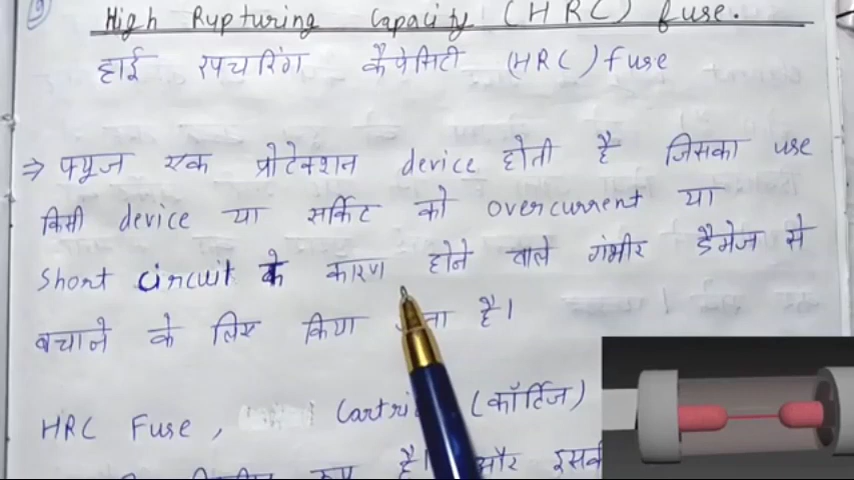 High Rupturing Capacity (HRC) fuse.
हाई रपचरिंग कैपेसिटी (HRC) fuse
⇒ फ्यूज एक प्रोटेक्शन device होती है जिसका use
किसी device या सर्किट को overcurrent या
Short circuit के कारण होने वाले गंभीर डैमेज से
बचाने के लिए किया है।
HRC Fuse, (कॉर्टिज)
रूप है। और